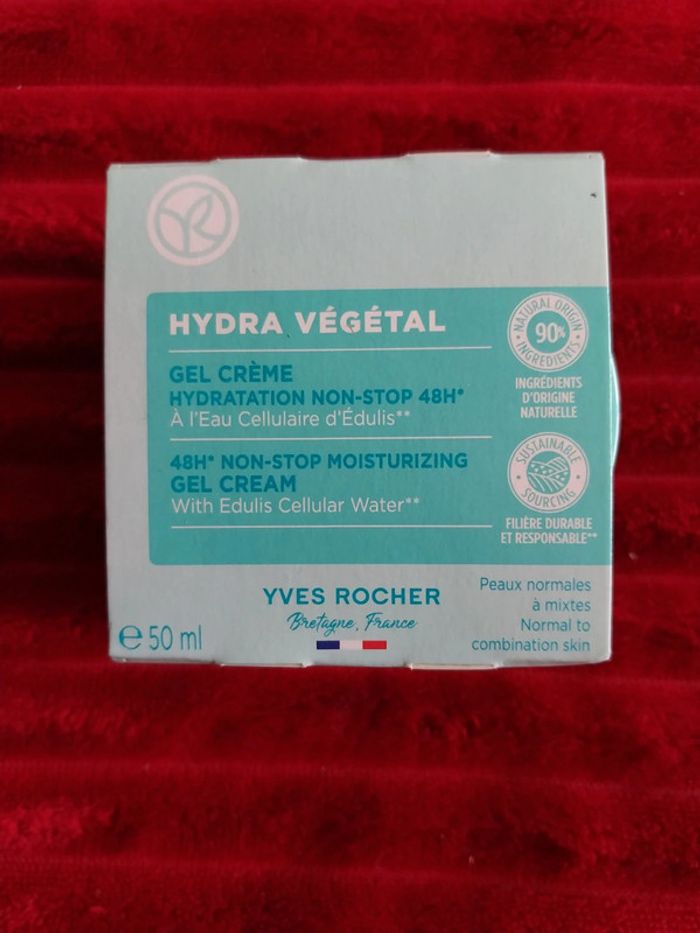 HYDRA VÉGÉTAL
GEL CRÈME
HYDRATATION NON-STOP 48H*
À l'Eau Cellulaire d'Édulis**
48H* NON-STOP MOISTURIZING
GEL CREAM
With Edulis Cellular Water**
NATURAL ORIGIN
90%
INGREDIENTS
INGRÉDIENTS
D'ORIGINE
NATURELLE
SUSTAINABLE
SOURCING
FILIÈRE DURABLE
ET RESPONSABLE**
YVES ROCHER
Bretagne, France
Peaux normales
à mixtes
Normal to
combination skin
℮ 50 ml